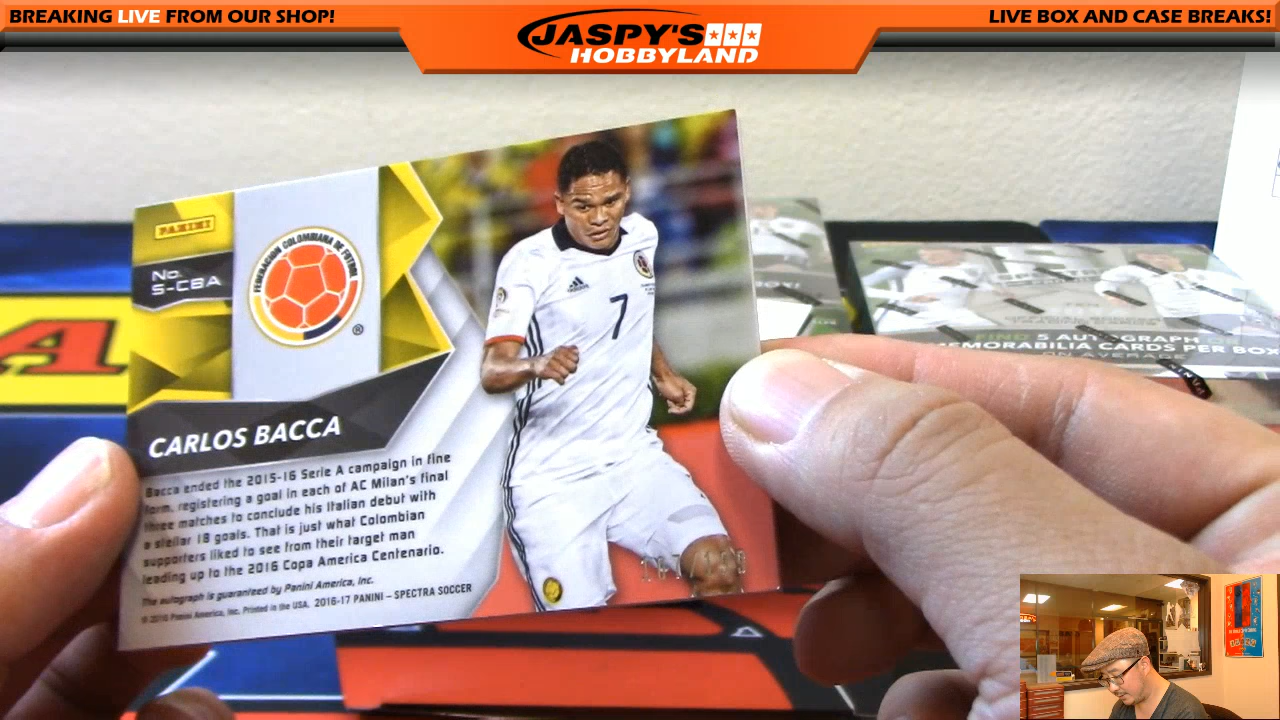 BREAKING LIVE FROM OUR SHOP!
JASPY'S
HOBBYLAND
LIVE BOX AND CASE BREAKS!
PANINI
No.
S-CBA
FEDERACION COLOMBIANA DE FUTBOL
®
adidas
7
CARLOS BACCA
Bacca ended the 2015-16 Serie A campaign in fine
form, registering a goal in each of AC Milan's final
three matches to conclude his Italian debut with
a stellar 18 goals. That is just what Colombian
supporters liked to see from their target man
leading up to the 2016 Copa America Centenario.
The autograph is guaranteed by Panini America, Inc.
© 2016 Panini America, Inc. Printed in the USA. 2016-17 PANINI – SPECTRA SOCCER
FIND 5 AUTOGRAPH OR
MEMORABILIA CARDS PER BOX
ON AVERAGE
A